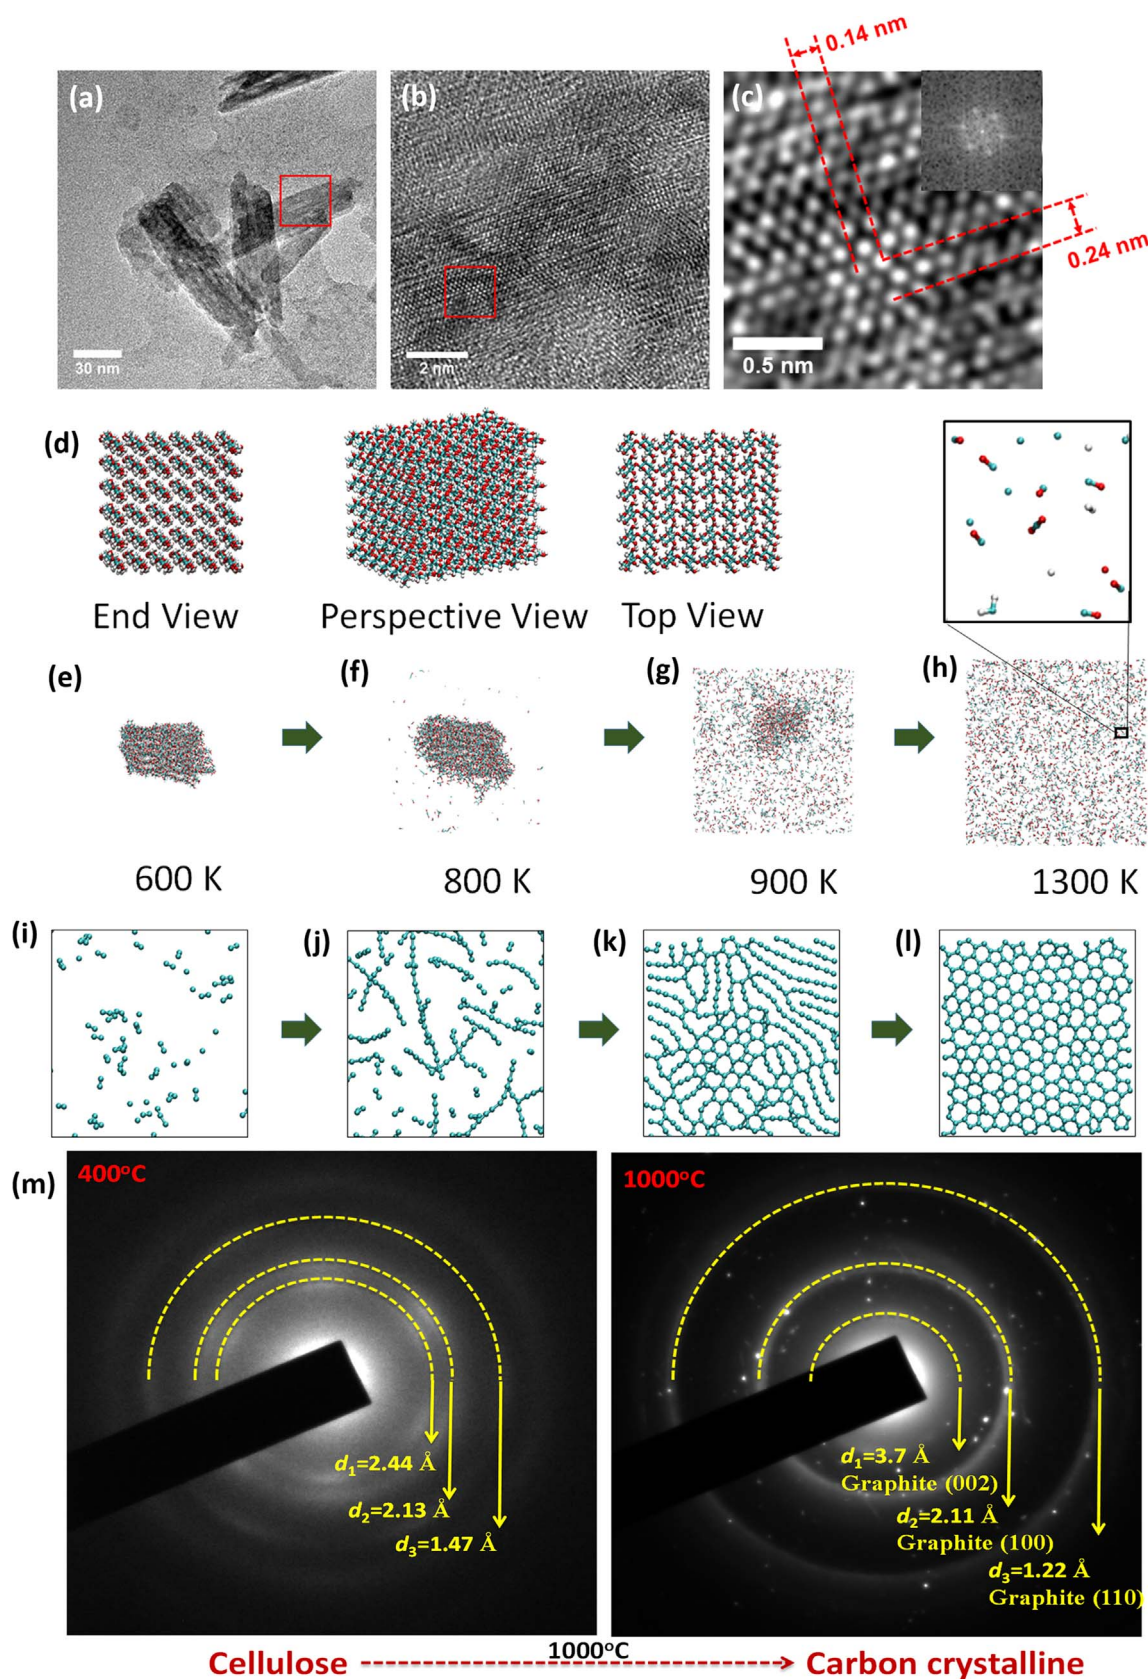 0.14 nm
(a)
(b)
(c)
0.24 nm
30 nm
2 nm
0.5 nm
(d)
End View
Perspective View
Top View
(e)
(f)
(g)
(h)
600 K
800 K
900 K
1300 K
(i)
(j)
(k)
(l)
(m)
400°C
d₁=2.44 Å
d₂=2.13 Å
d₃=1.47 Å
1000°C
d₁=3.7 Å
Graphite (002)
d₂=2.11 Å
Graphite (100)
d₃=1.22 Å
Graphite (110)
Cellulose
1000°C
Carbon crystalline